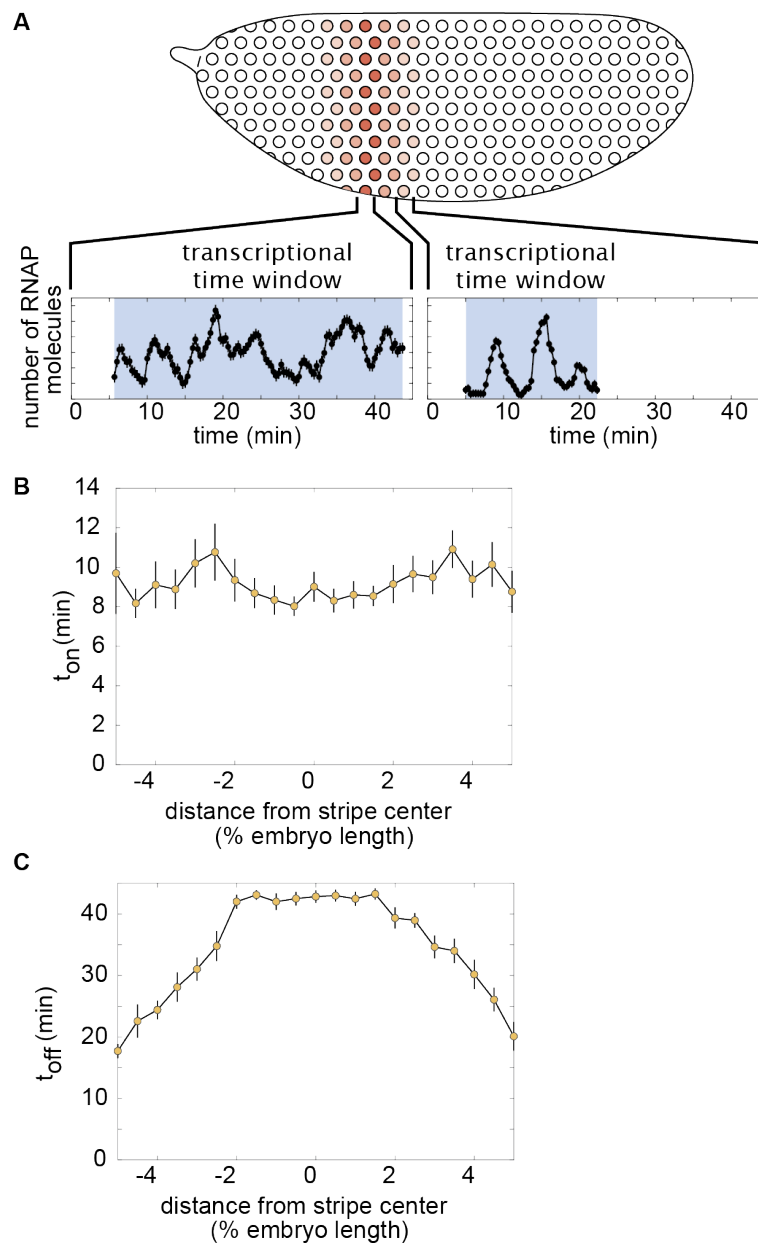 A
transcriptional
time window
transcriptional
time window
number of RNAP
molecules
0 10 20 30 40
0 10 20 30 40
time (min)
time (min)
B
14
12
10
8
6
4
2
0
t_on (min)
-4 -2 0 2 4
distance from stripe center
(% embryo length)
C
40
30
20
10
0
t_off (min)
-4 -2 0 2 4
distance from stripe center
(% embryo length)